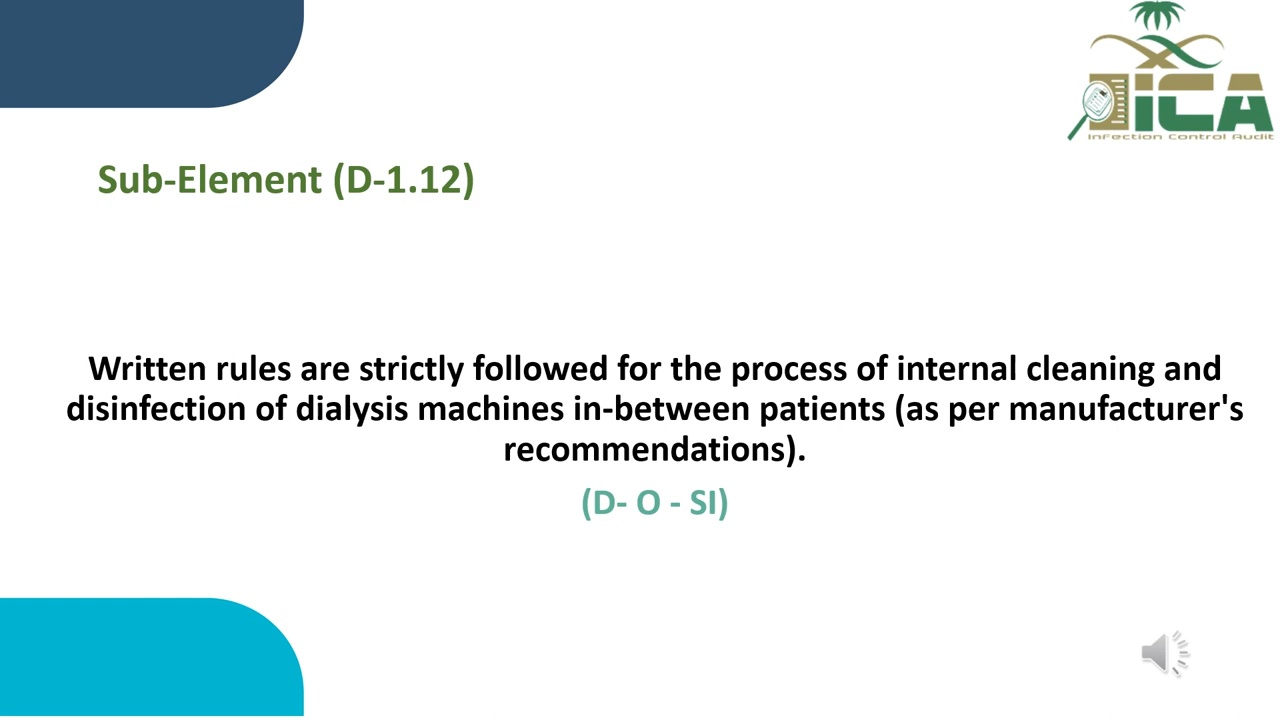 iCA
Infection Control Audit
Sub-Element (D-1.12)
Written rules are strictly followed for the process of internal cleaning and
disinfection of dialysis machines in-between patients (as per manufacturer's
recommendations).
(D- O - SI)